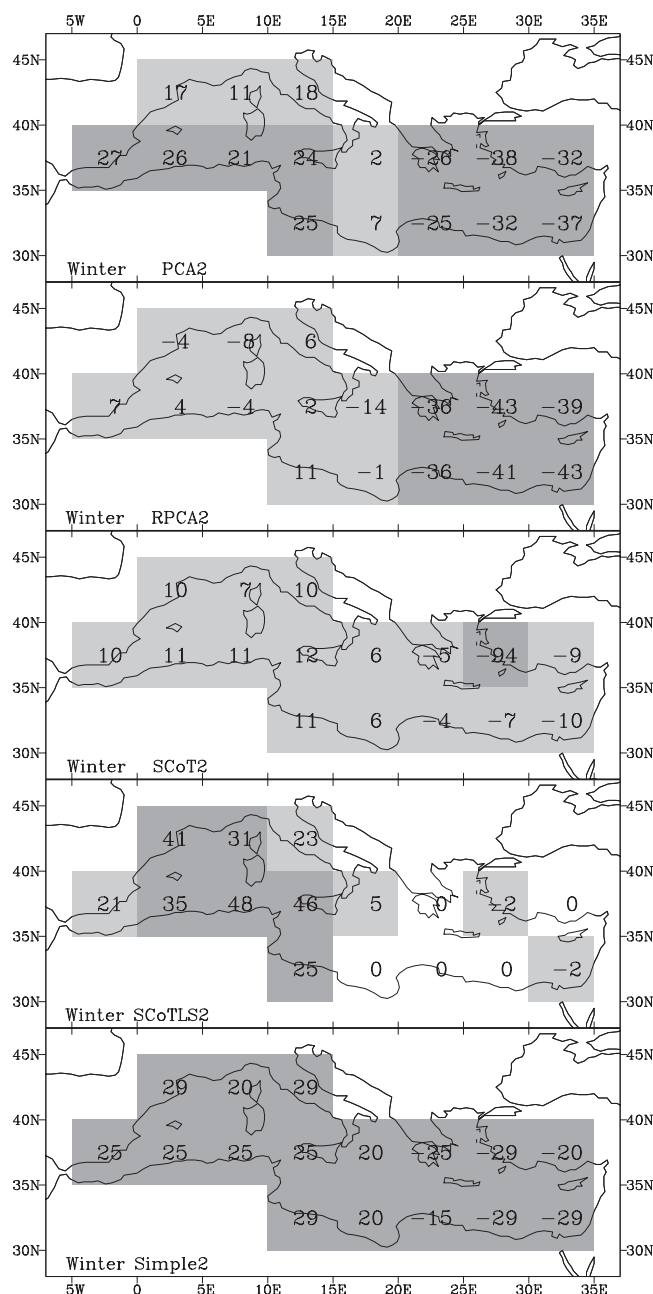 5W 0 5E 10E 15E 20E 25E 30E 35E
45N 45N
17 11 18
40N 40N
27 26 21 24 2 −26 −38 −32
35N 35N
25 7 −25 −32 −37
30N 30N
Winter PCA2
45N 45N
−4 −8 6
40N 40N
7 4 −4 2 −14 −36 −43 −39
35N 35N
11 −1 −36 −41 −43
30N 30N
Winter RPCA2
45N 45N
10 7 10
40N 40N
10 11 11 12 6 −5 −94 −9
35N 35N
11 6 −4 −7 −10
30N 30N
Winter SCoT2
45N 45N
41 31 23
40N 40N
21 35 48 46 5 0 2 0
35N 35N
25 0 0 0 −2
30N 30N
Winter SCoTLS2
45N 45N
29 20 29
40N 40N
25 25 25 25 20 −29 −20
35N 35N
29 20 −15 −29 −29
30N 30N
Winter Simple2
5W 0 5E 10E 15E 20E 25E 30E 35E